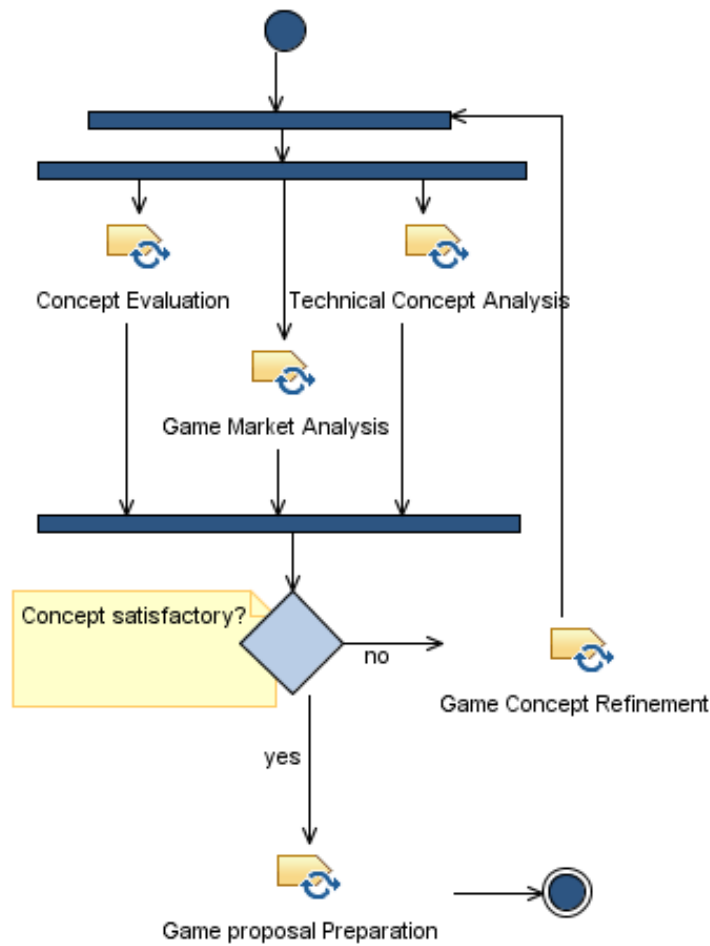 Concept Evaluation
Technical Concept Analysis
Game Market Analysis
Concept satisfactory?
no
Game Concept Refinement
yes
Game proposal Preparation